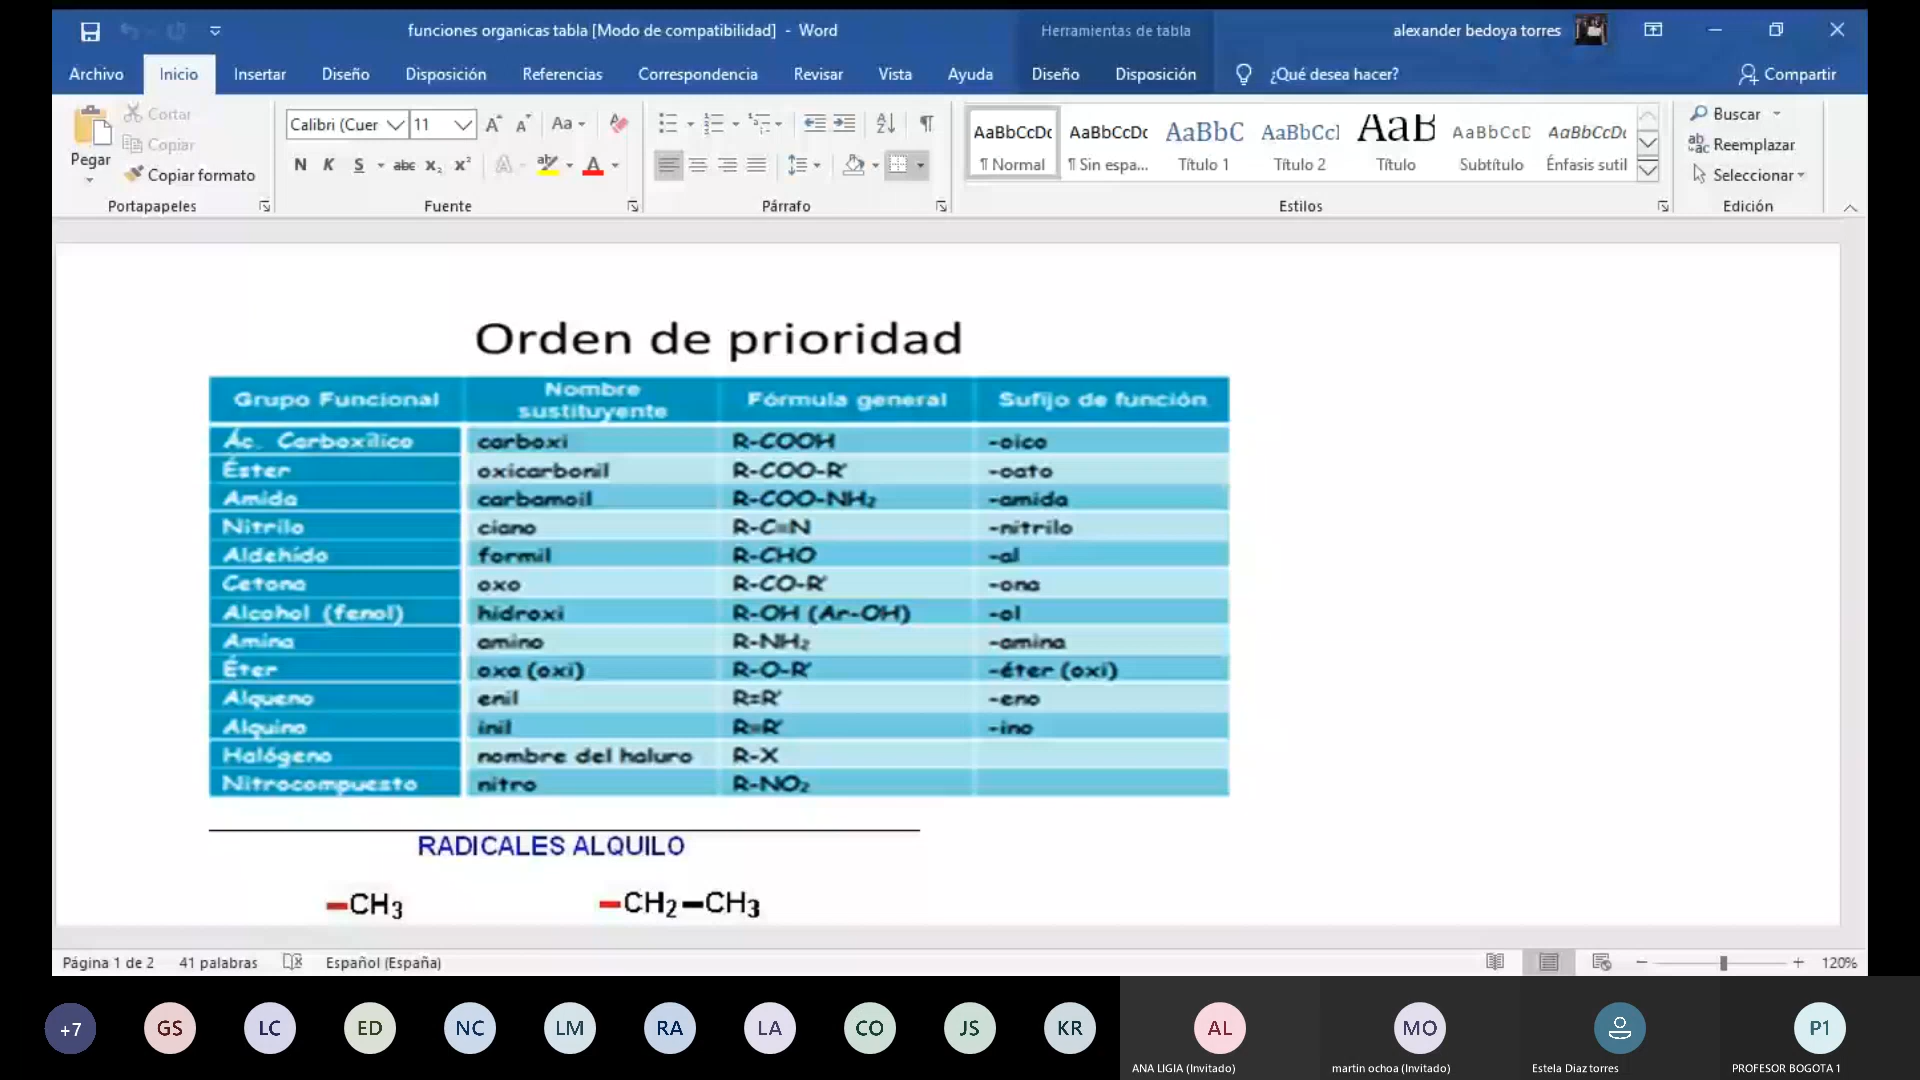 funciones organicas tabla [Modo de compatibilidad] - Word
Herramientas de tabla
alexander bedoya torres
Archivo Inicio Insertar Diseño Disposición Referencias Correspondencia Revisar Vista Ayuda Diseño Disposición ¿Qué desea hacer? Compartir
Pegar
Cortar
Copiar
Copiar formato
Portapapeles
Calibri (Cuer 11
N K S abc x₂ x²
Fuente
Párrafo
AaBbCcDc AaBbCcDc AaBbC AaBbCcI AaB AaBbCcD AaBbCcDi
¶ Normal ¶ Sin espa... Título 1 Título 2 Título Subtítulo Énfasis sutil
Estilos
Buscar
Reemplazar
Seleccionar
Edición
Orden de prioridad
Grupo Funcional Nombre sustituyente Fórmula general Sufijo de función
Ác. Carboxílico carboxi R-COOH -oico
Éster oxicarbonil R-COO-R' -oato
Amida carbamoil R-COO-NH₂ -amida
Nitrilo ciano R-C≡N -nitrilo
Aldehído formil R-CHO -al
Cetona oxo R-CO-R' -ona
Alcohol (fenol) hidroxi R-OH (Ar-OH) -ol
Amina amino R-NH₂ -amina
Éter oxa (oxi) R-O-R' -éter (oxi)
Alqueno enil R=R' -eno
Alquino inil R≡R' -ino
Halógeno nombre del haluro R-X
Nitrocompuesto nitro R-NO₂
RADICALES ALQUILO
–CH₃ –CH₂–CH₃
Página 1 de 2 41 palabras Español (España) 120%
+7 GS LC ED NC LM RA LA CO JS KR AL MO P1
ANA LIGIA (Invitado) martin ochoa (Invitado) Estela Diaz torres PROFESOR BOGOTA 1